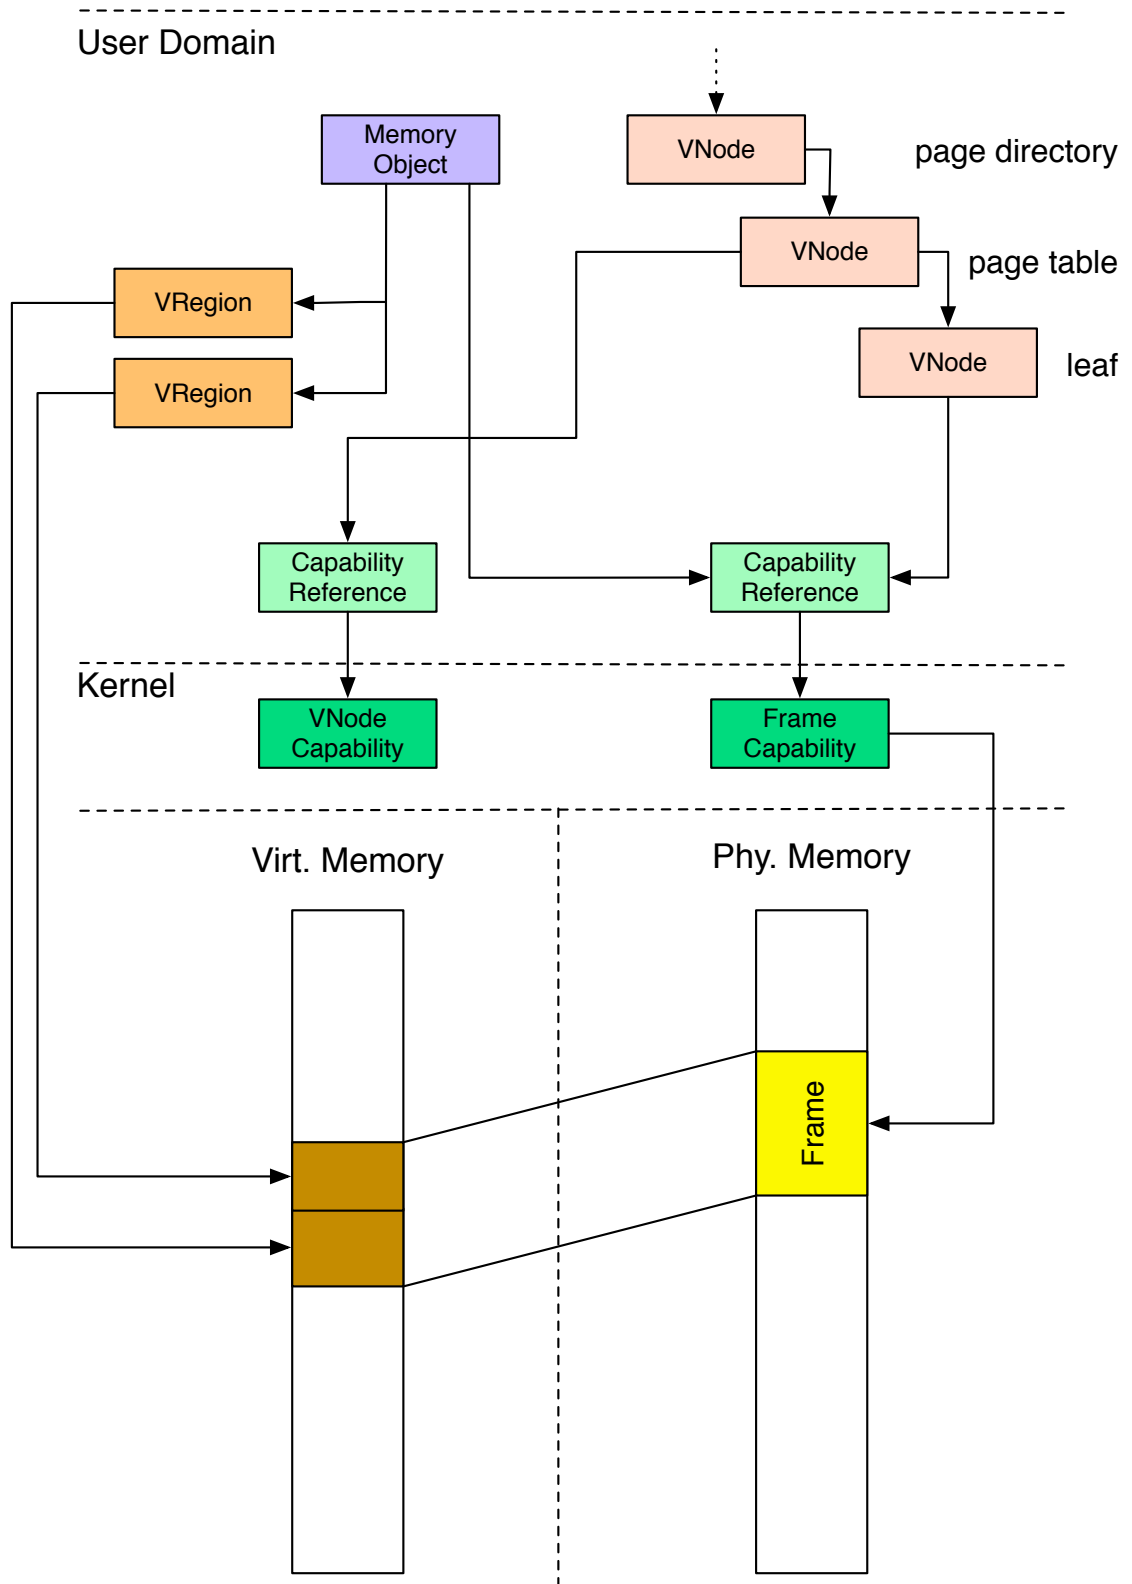 User Domain
Memory
Object
VNode
page directory
VNode
page table
VRegion
VNode
leaf
VRegion
Capability
Reference
Capability
Reference
Kernel
VNode
Capability
Frame
Capability
Virt. Memory
Phy. Memory
Frame